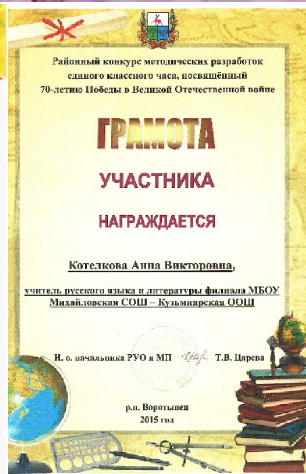 Районный конкурс методических разработок
единого классного часа, посвящённый
70-летию Победы в Великой Отечественной войне
ГРАМОТА
УЧАСТНИКА
НАГРАЖДАЕТСЯ
Котелкова Анна Викторовна,
учитель русского языка и литературы филиала МБОУ
Михайловская СОШ – Кузьмиярская ООШ
И. о. начальника РУО и МП Т.В. Царева
р.п. Воротынец
2015 год